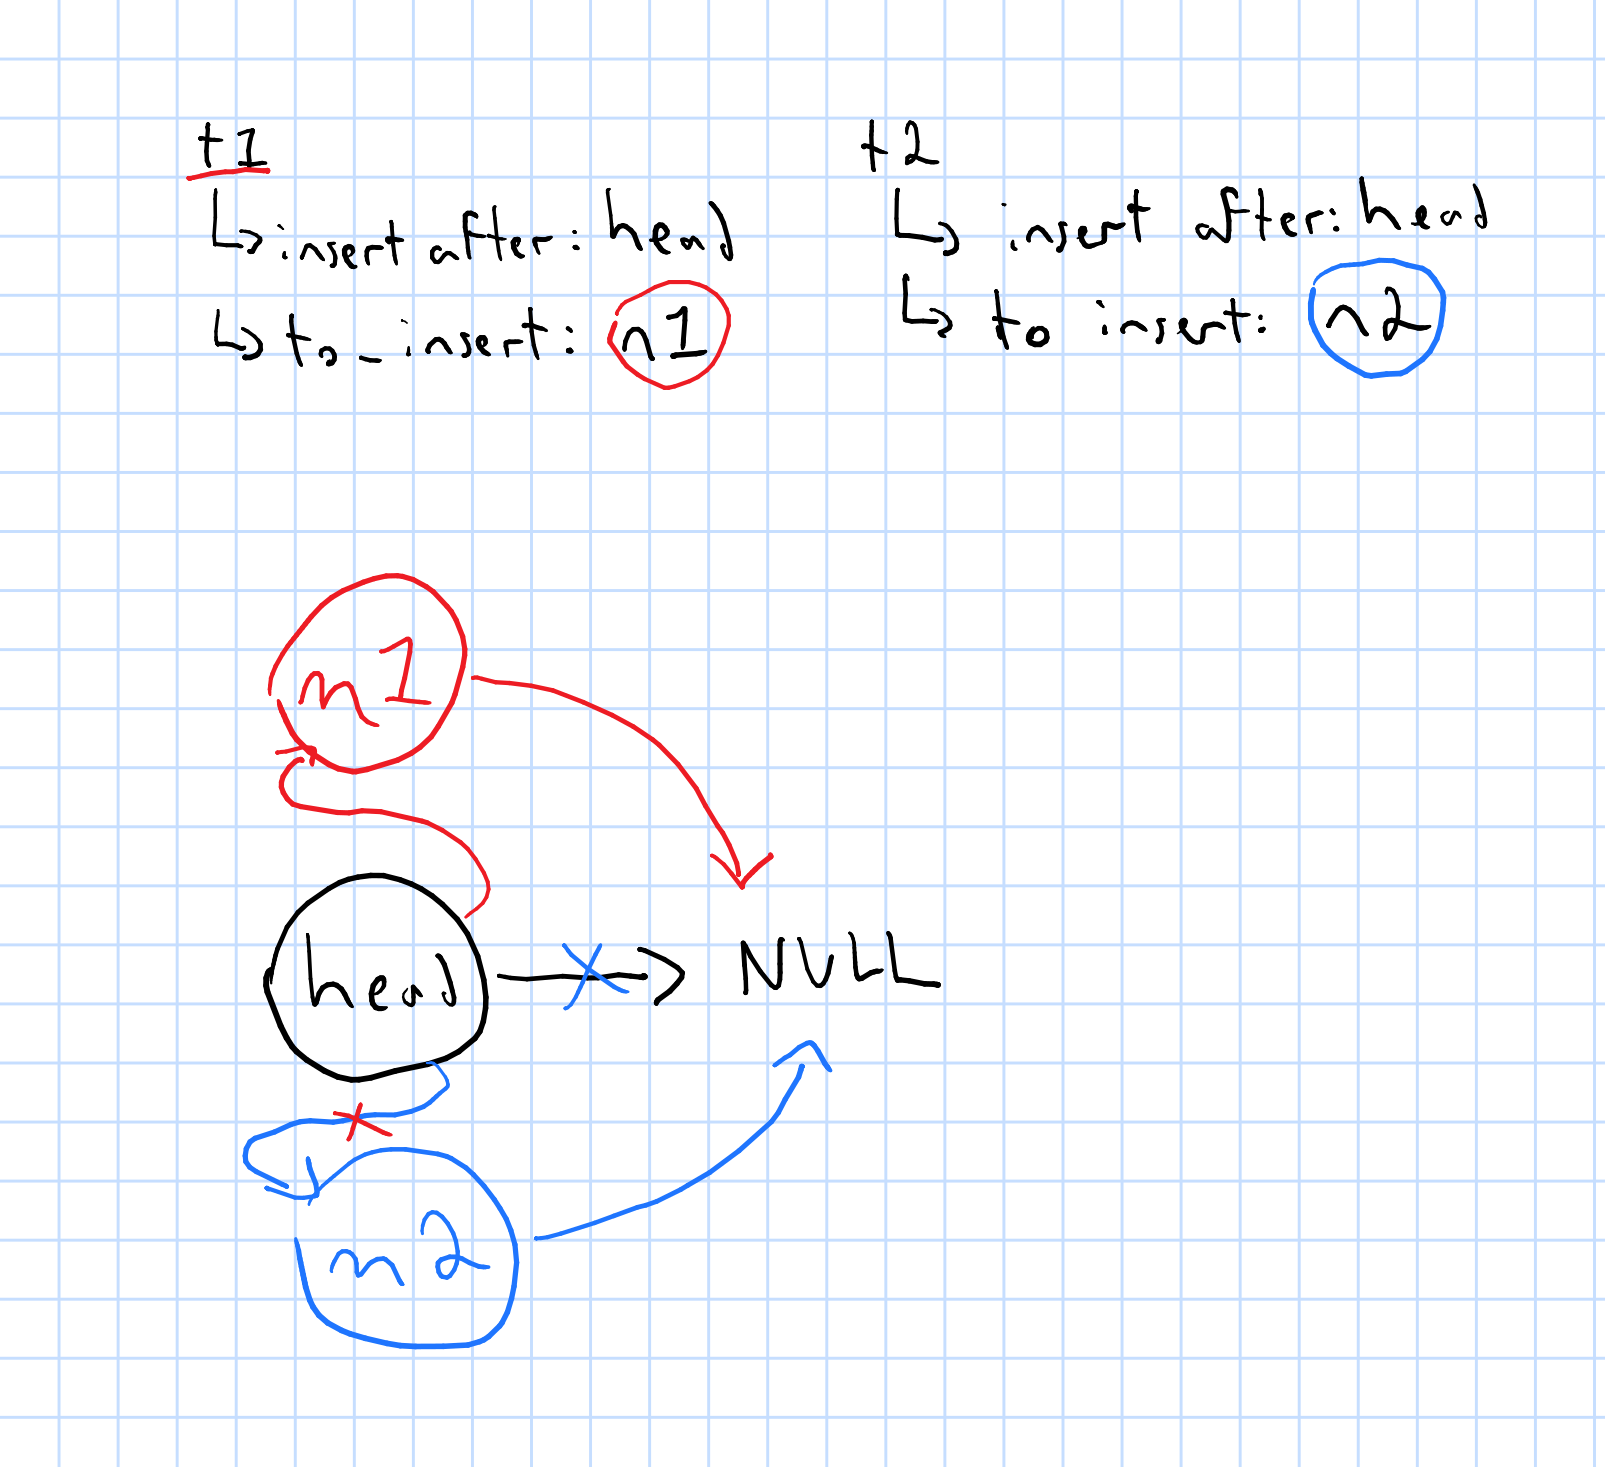 t1
insert after: head
to_insert: n1
t2
insert after: head
to insert: n2
n1
head
NULL
n2